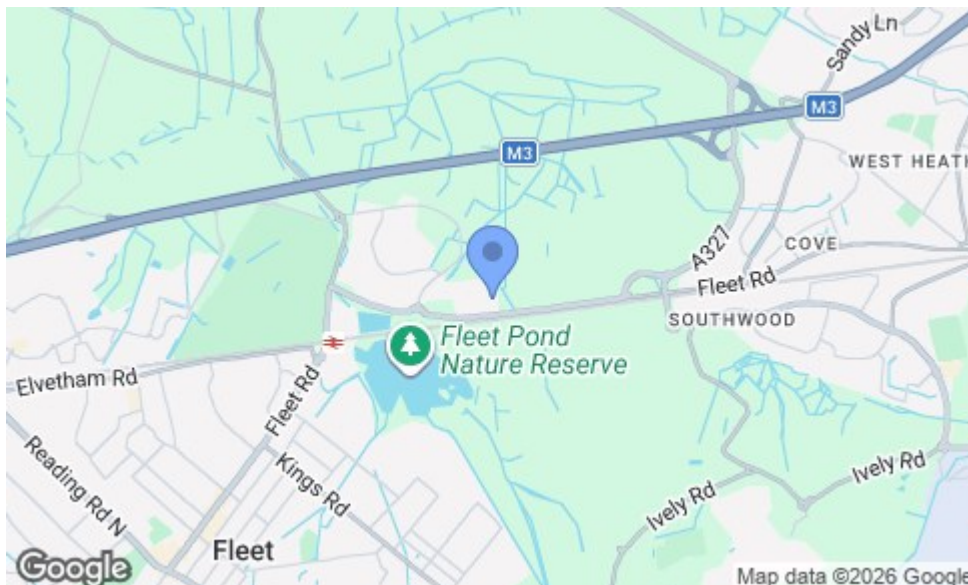 Sandy Ln
M3
M3
WEST HEATH
COVE
A327
Fleet Rd
SOUTHWOOD
Fleet Pond
Nature Reserve
Elvetham Rd
Fleet Rd
Kings Rd
Reading Rd N
Ively Rd
Ively Rd
Fleet
Google
Map data ©2026 Google